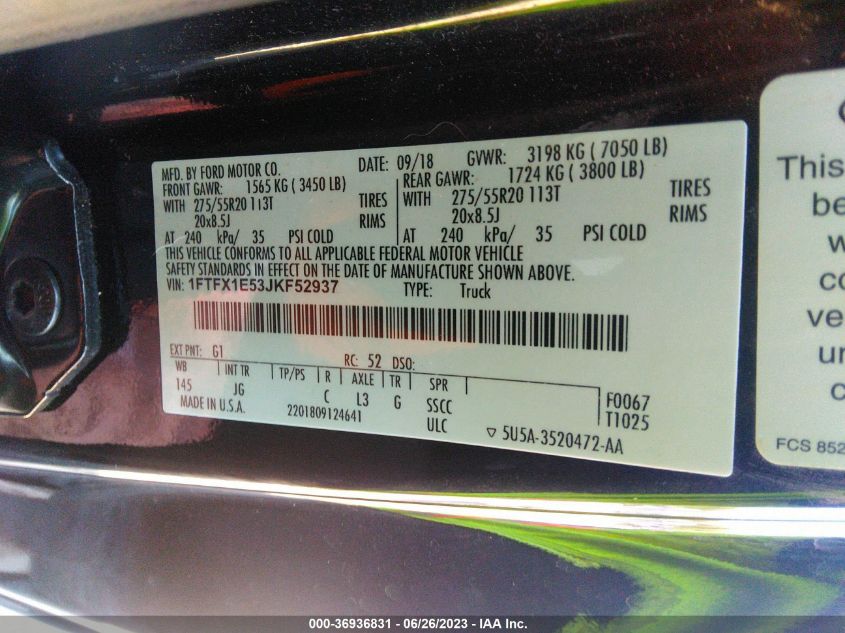 MFD. BY FORD MOTOR CO. DATE: 09/18 GVWR: 3198 KG ( 7050 LB)
FRONT GAWR: 1565 KG ( 3450 LB) REAR GAWR: 1724 KG ( 3800 LB)
WITH 275/55R20 113T TIRES WITH 275/55R20 113T TIRES
20x8.5J RIMS 20x8.5J RIMS
AT 240 kPa/ 35 PSI COLD AT 240 kPa/ 35 PSI COLD
THIS VEHICLE CONFORMS TO ALL APPLICABLE FEDERAL MOTOR VEHICLE
SAFETY STANDARDS IN EFFECT ON THE DATE OF MANUFACTURE SHOWN ABOVE.
VIN: 1FTFX1E53JKF52937 TYPE: Truck
EXT PNT: G1 RC: 52 DSO:
WB INT TR TP/PS R AXLE TR SPR
145 JG C L3 G SSCC F0067
MADE IN U.S.A. 2201809124641 ULC T1025
▽ 5U5A-3520472-AA
This
be
co
ve
un
FCS 852
000-36936831 - 06/26/2023 - IAA Inc.